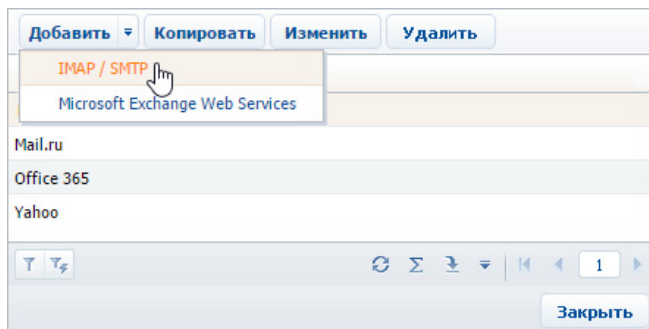 Добавить Копировать Изменить Удалить
IMAP / SMTP
Microsoft Exchange Web Services
Mail.ru
Office 365
Yahoo
1
Закрыть